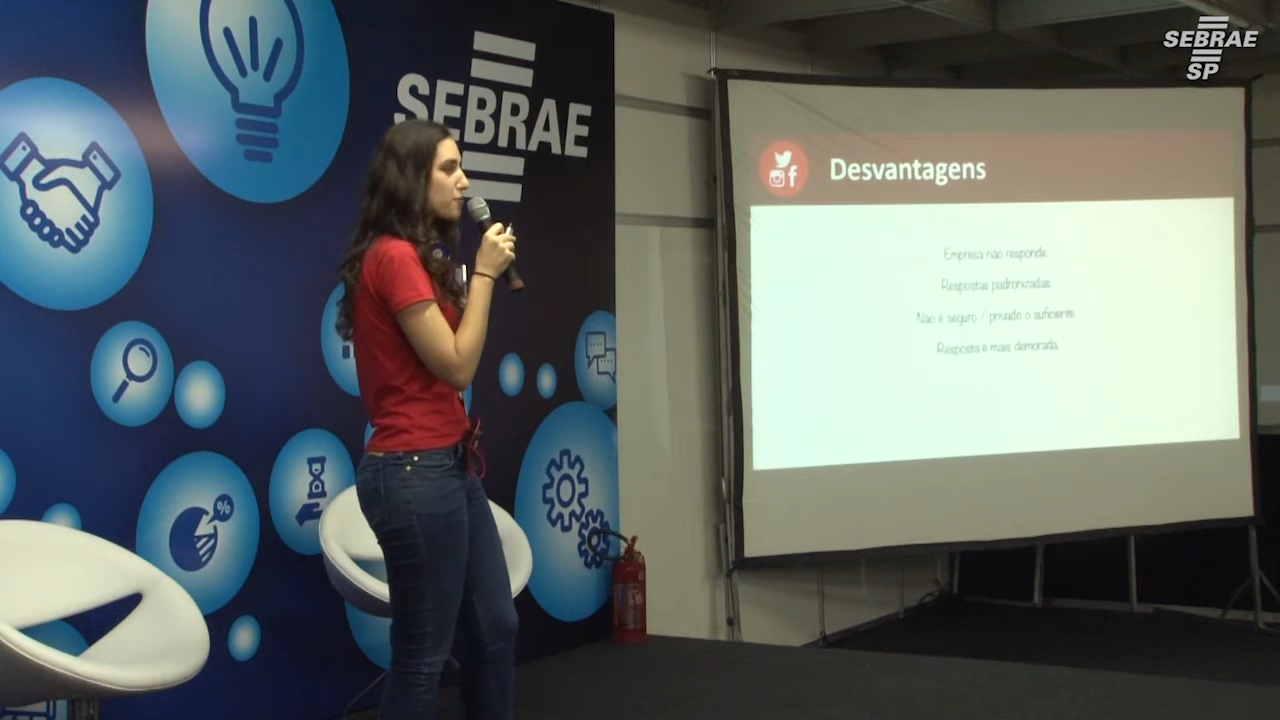 SEBRAE
SEBRAE
SP
Desvantagens
Empresa não responde.
Respostas padronizadas.
Não é seguro / privado o suficiente.
Resposta é mais demorada.
%